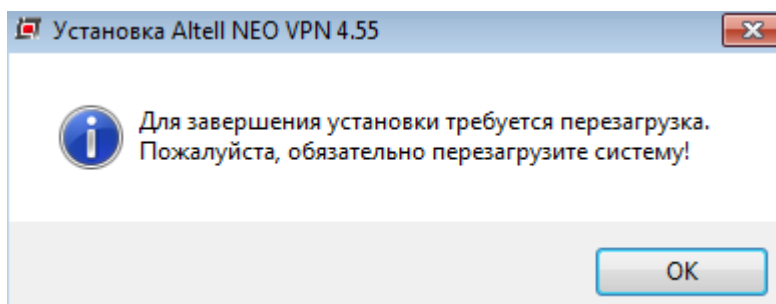 Установка Altell NEO VPN 4.55
Для завершения установки требуется перезагрузка.
Пожалуйста, обязательно перезагрузите систему!
OK